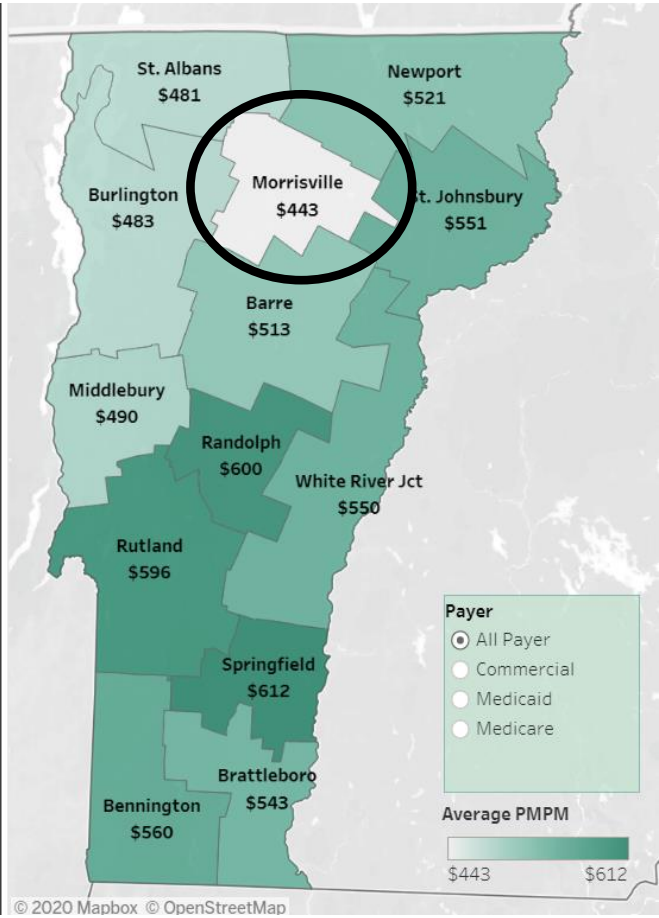 St. Albans
$481
Newport
$521
Morrisville
$443
Burlington
$483
St. Johnsbury
$551
Barre
$513
Middlebury
$490
Randolph
$600
White River Jct
$550
Rutland
$596
Springfield
$612
Brattleboro
$543
Bennington
$560
Payer
All Payer
Commercial
Medicaid
Medicare
Average PMPM
$443 $612
© 2020 Mapbox © OpenStreetMap